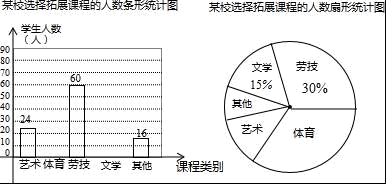 某校选择拓展课程的人数条形统计图
学生人数
（人）
90
80
70
60
50
40
30
20
10
0
24
60
16
艺术 体育 劳技 文学 其他
课程类别
某校选择拓展课程的人数扇形统计图
文学
15%
劳技
30%
其他
艺术
体育